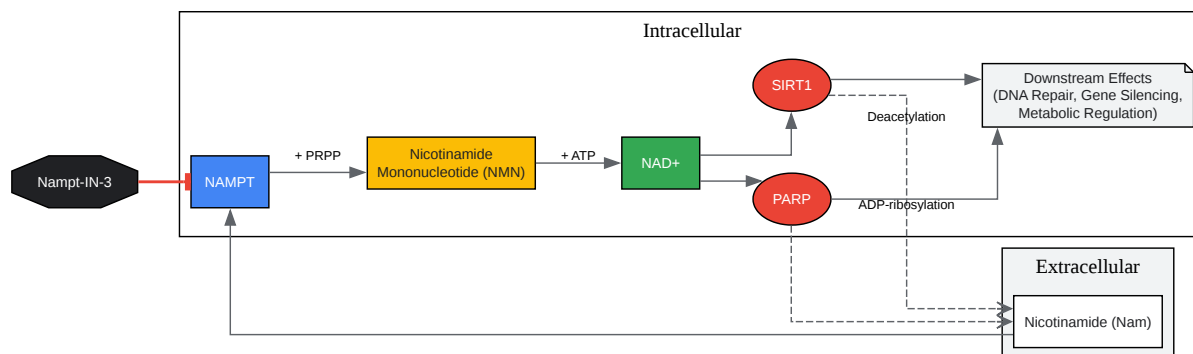 Intracellular
SIRT1
Downstream Effects
(DNA Repair, Gene Silencing,
Metabolic Regulation)
Deacetylation
+ PRPP
Nicotinamide
Mononucleotide (NMN)
+ ATP
NAD+
Nampt-IN-3
NAMPT
PARP
ADP-ribosylation
Extracellular
Nicotinamide (Nam)